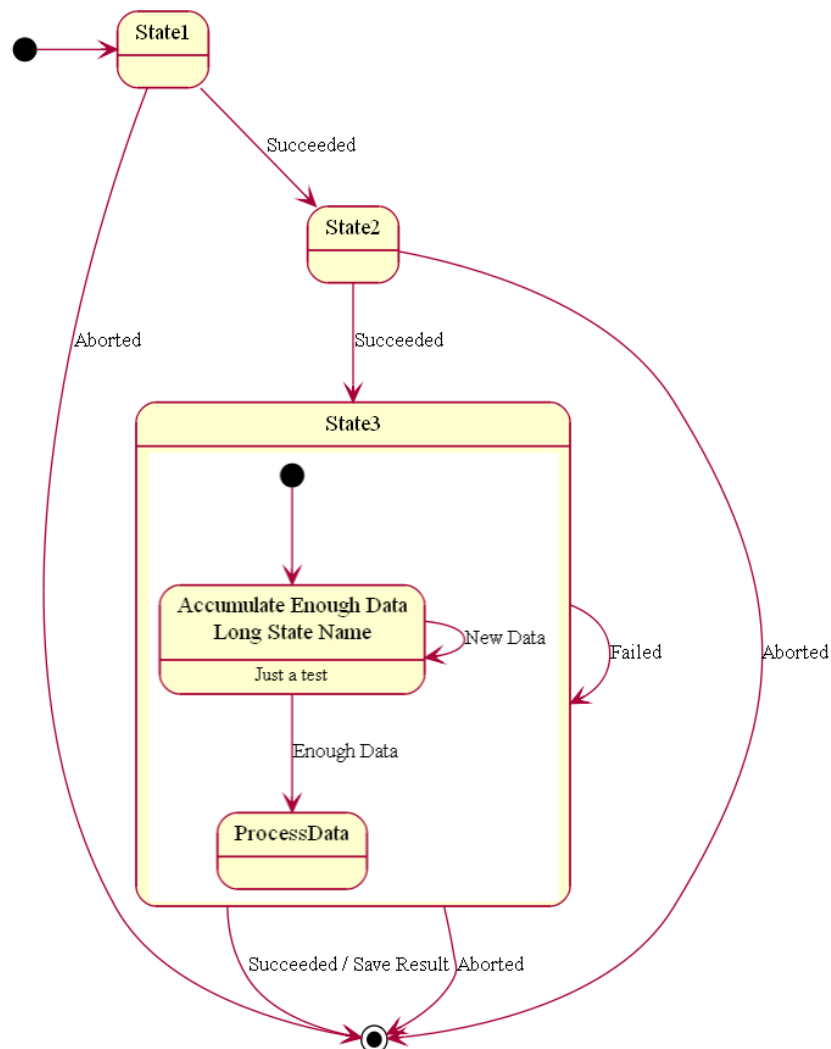 State1
Succeeded
State2
Aborted
Succeeded
State3
Accumulate Enough Data
Long State Name
New Data
Just a test
Failed
Aborted
Enough Data
ProcessData
Succeeded / Save Result
Aborted